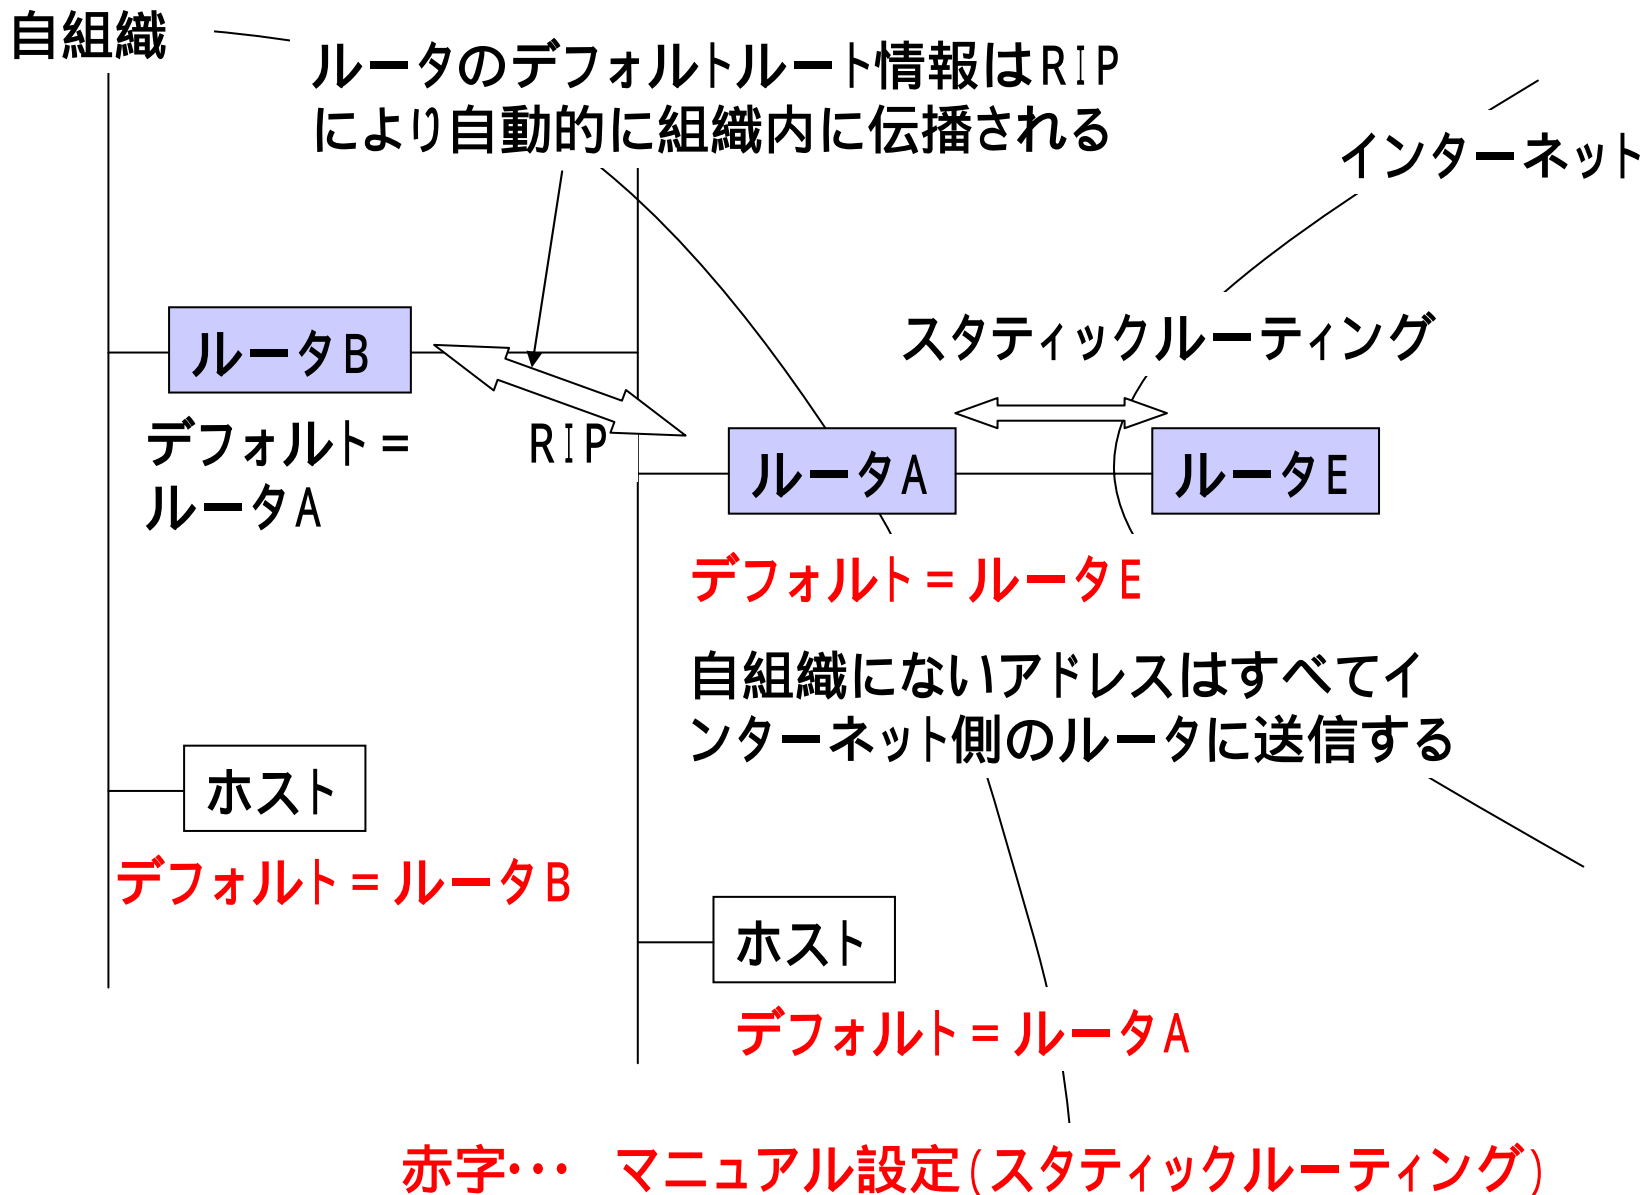 自組織
ルータのデフォルトルート情報はRIP
により自動的に組織内に伝播される
インターネット
スタティックルーティング
ルータB
デフォルト=
ルータA
RIP
ルータA
ルータE
デフォルト=ルータE
自組織にないアドレスはすべてイ
ンターネット側のルータに送信する
ホスト
デフォルト=ルータB
ホスト
デフォルト=ルータA
赤字・・・ マニュアル設定(スタティックルーティング)